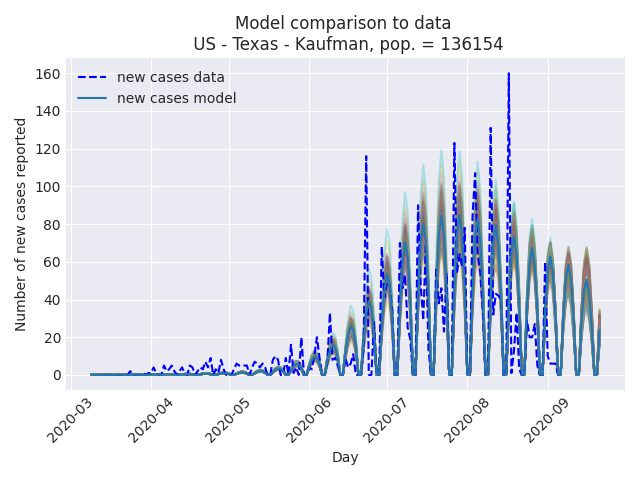 Model comparison to data
US - Texas - Kaufman, pop. = 136154
new cases data
new cases model
Number of new cases reported
160
140
120
100
80
60
40
20
0
2020-03
2020-04
2020-05
2020-06
2020-07
2020-08
2020-09
Day